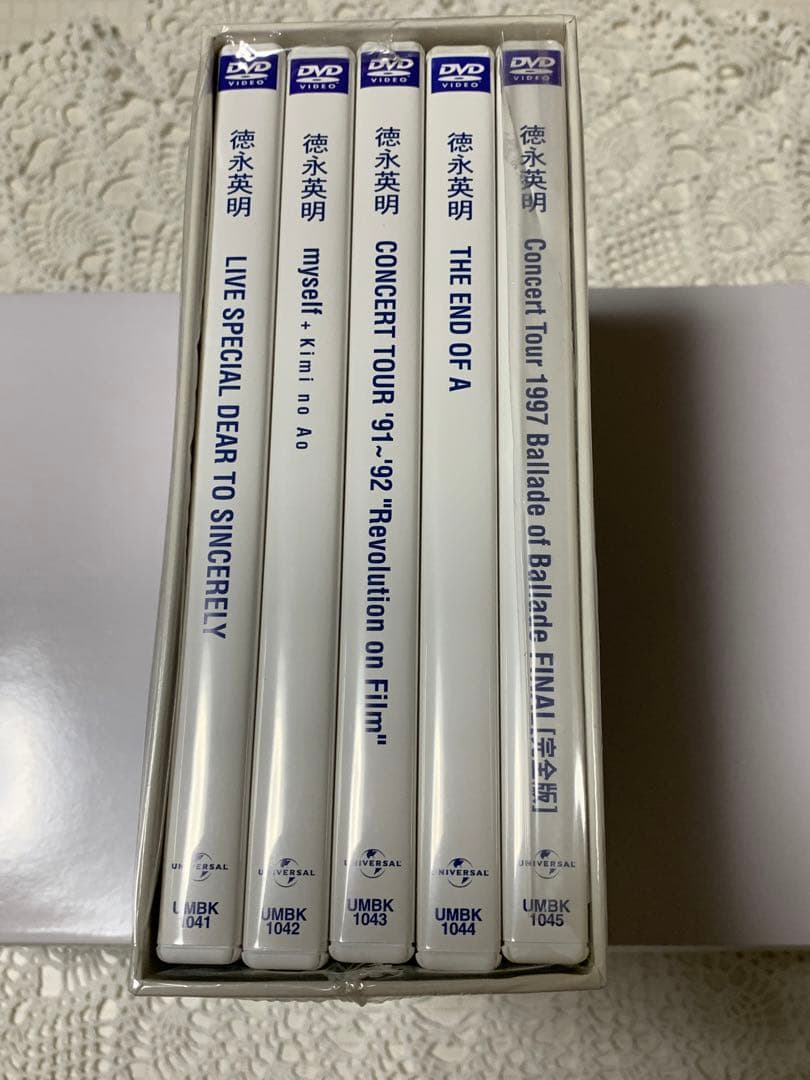 DVD
VIDEO
徳永英明
LIVE SPECIAL DEAR TO SINCERELY
UNIVERSAL
UMBK
1041
DVD
VIDEO
徳永英明
myself + Kimi no Ao
UNIVERSAL
UMBK
1042
DVD
VIDEO
徳永英明
CONCERT TOUR '91~'92 "Revolution on Film"
UNIVERSAL
UMBK
1043
DVD
VIDEO
徳永英明
THE END OF A
UNIVERSAL
UMBK
1044
DVD
VIDEO
徳永英明
Concert Tour 1997 Ballade of Ballade FINAL[完全版]
UNIVERSAL
UMBK
1045